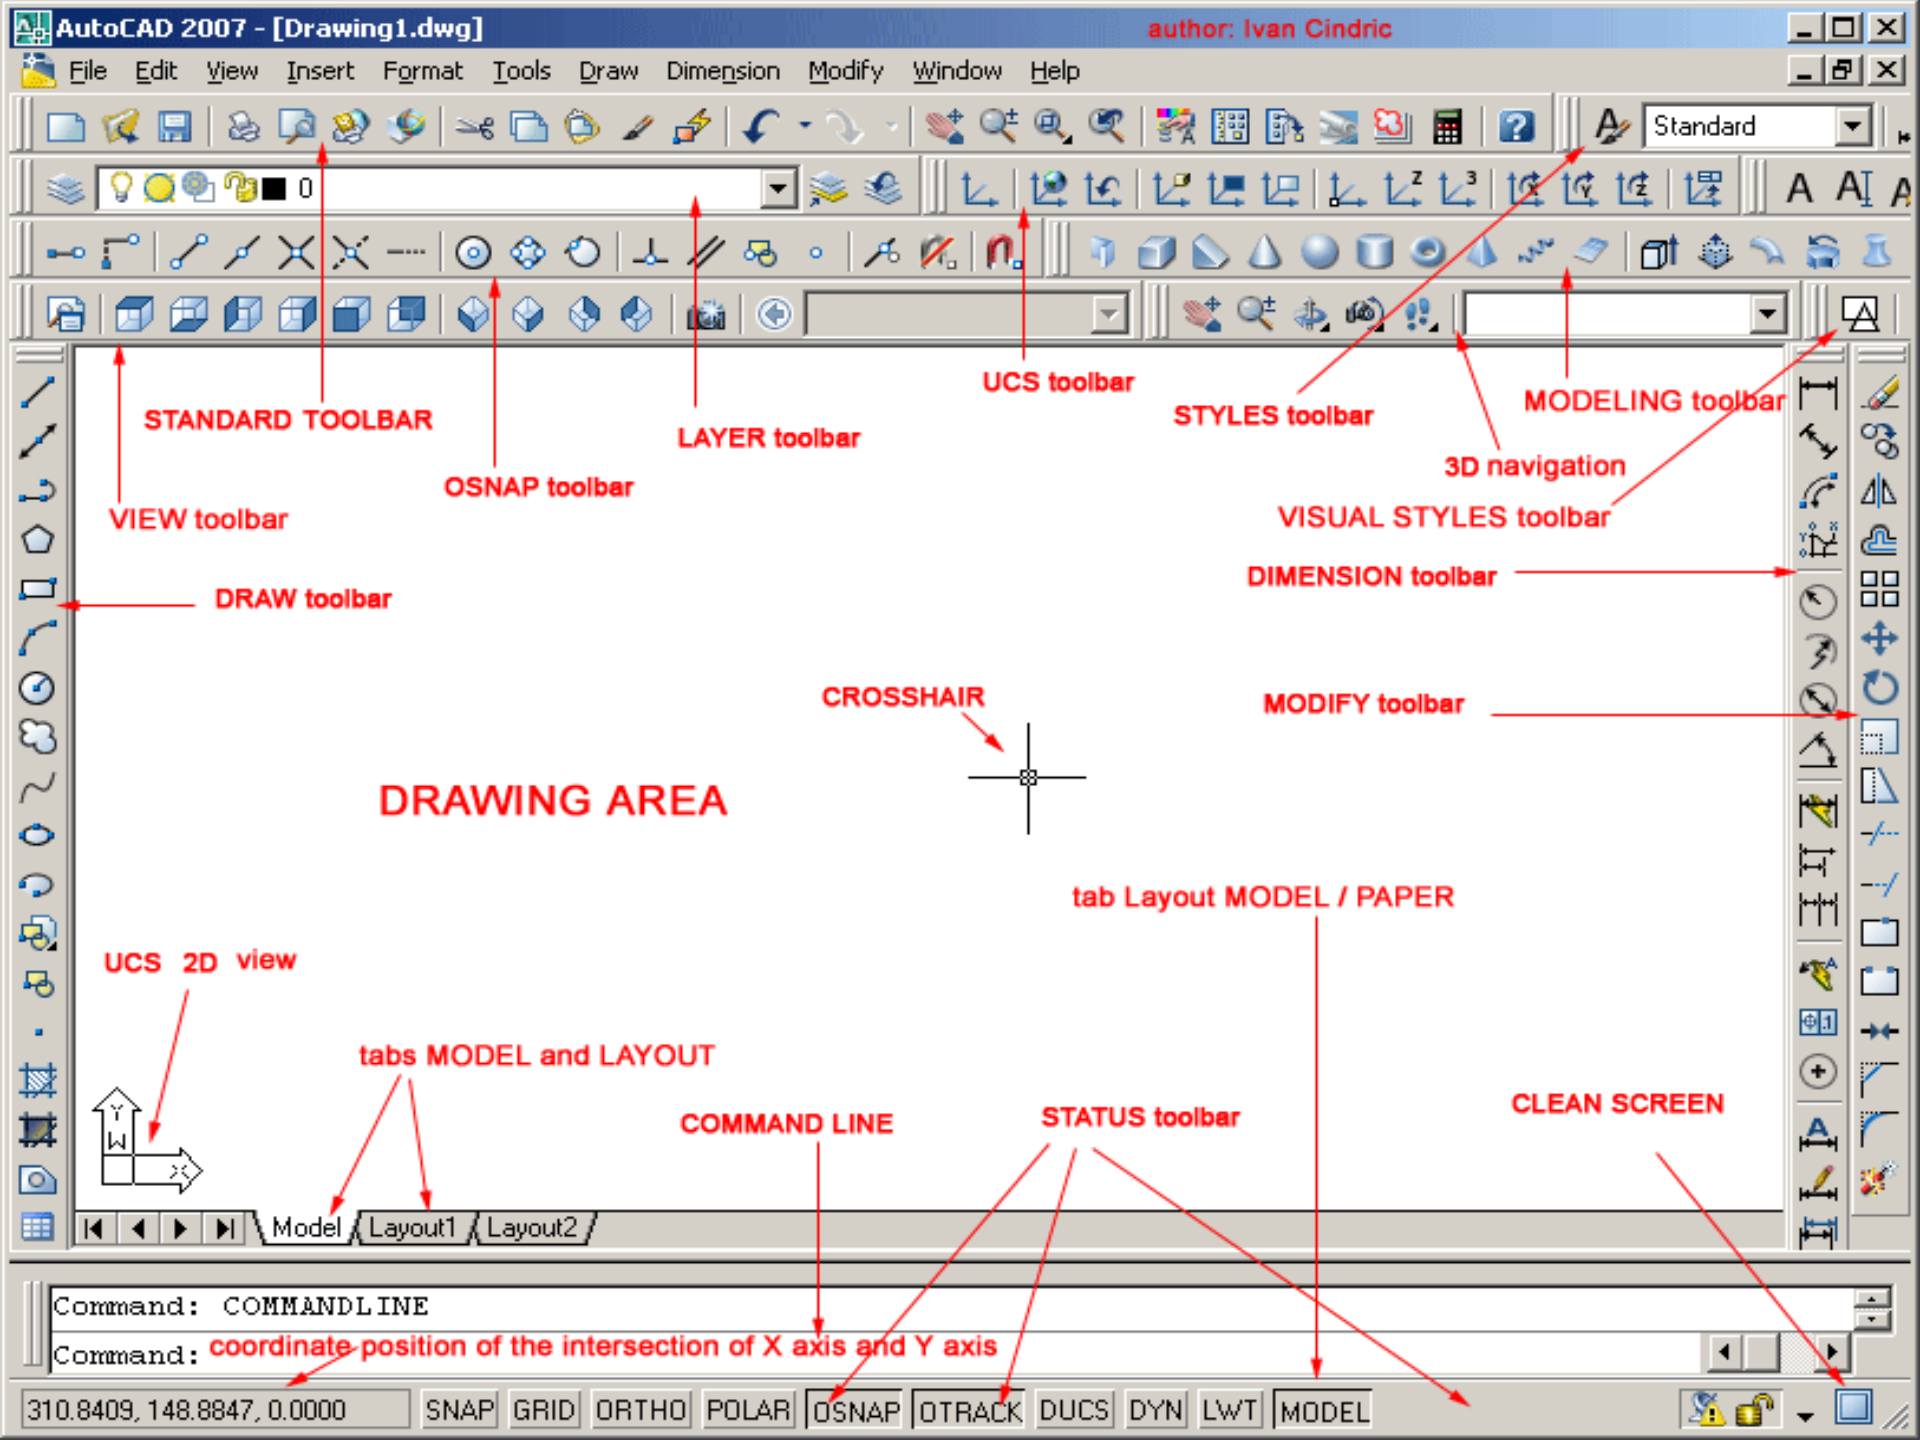 AutoCAD 2007 - [Drawing1.dwg]
author: Ivan Cindric
File Edit View Insert Format Tools Draw Dimension Modify Window Help
Standard
0
UCS toolbar
STANDARD TOOLBAR
LAYER toolbar
STYLES toolbar
MODELING toolbar
3D navigation
OSNAP toolbar
VIEW toolbar
VISUAL STYLES toolbar
DIMENSION toolbar
DRAW toolbar
CROSSHAIR
MODIFY toolbar
DRAWING AREA
tab Layout MODEL / PAPER
UCS 2D view
tabs MODEL and LAYOUT
COMMAND LINE
STATUS toolbar
CLEAN SCREEN
Y
W
X
Model Layout1 Layout2
Command: COMMANDLINE
Command: coordinate position of the intersection of X axis and Y axis
310.8409, 148.8847, 0.0000 SNAP GRID ORTHO POLAR OSNAP OTRACK DUCS DYN LWT MODEL